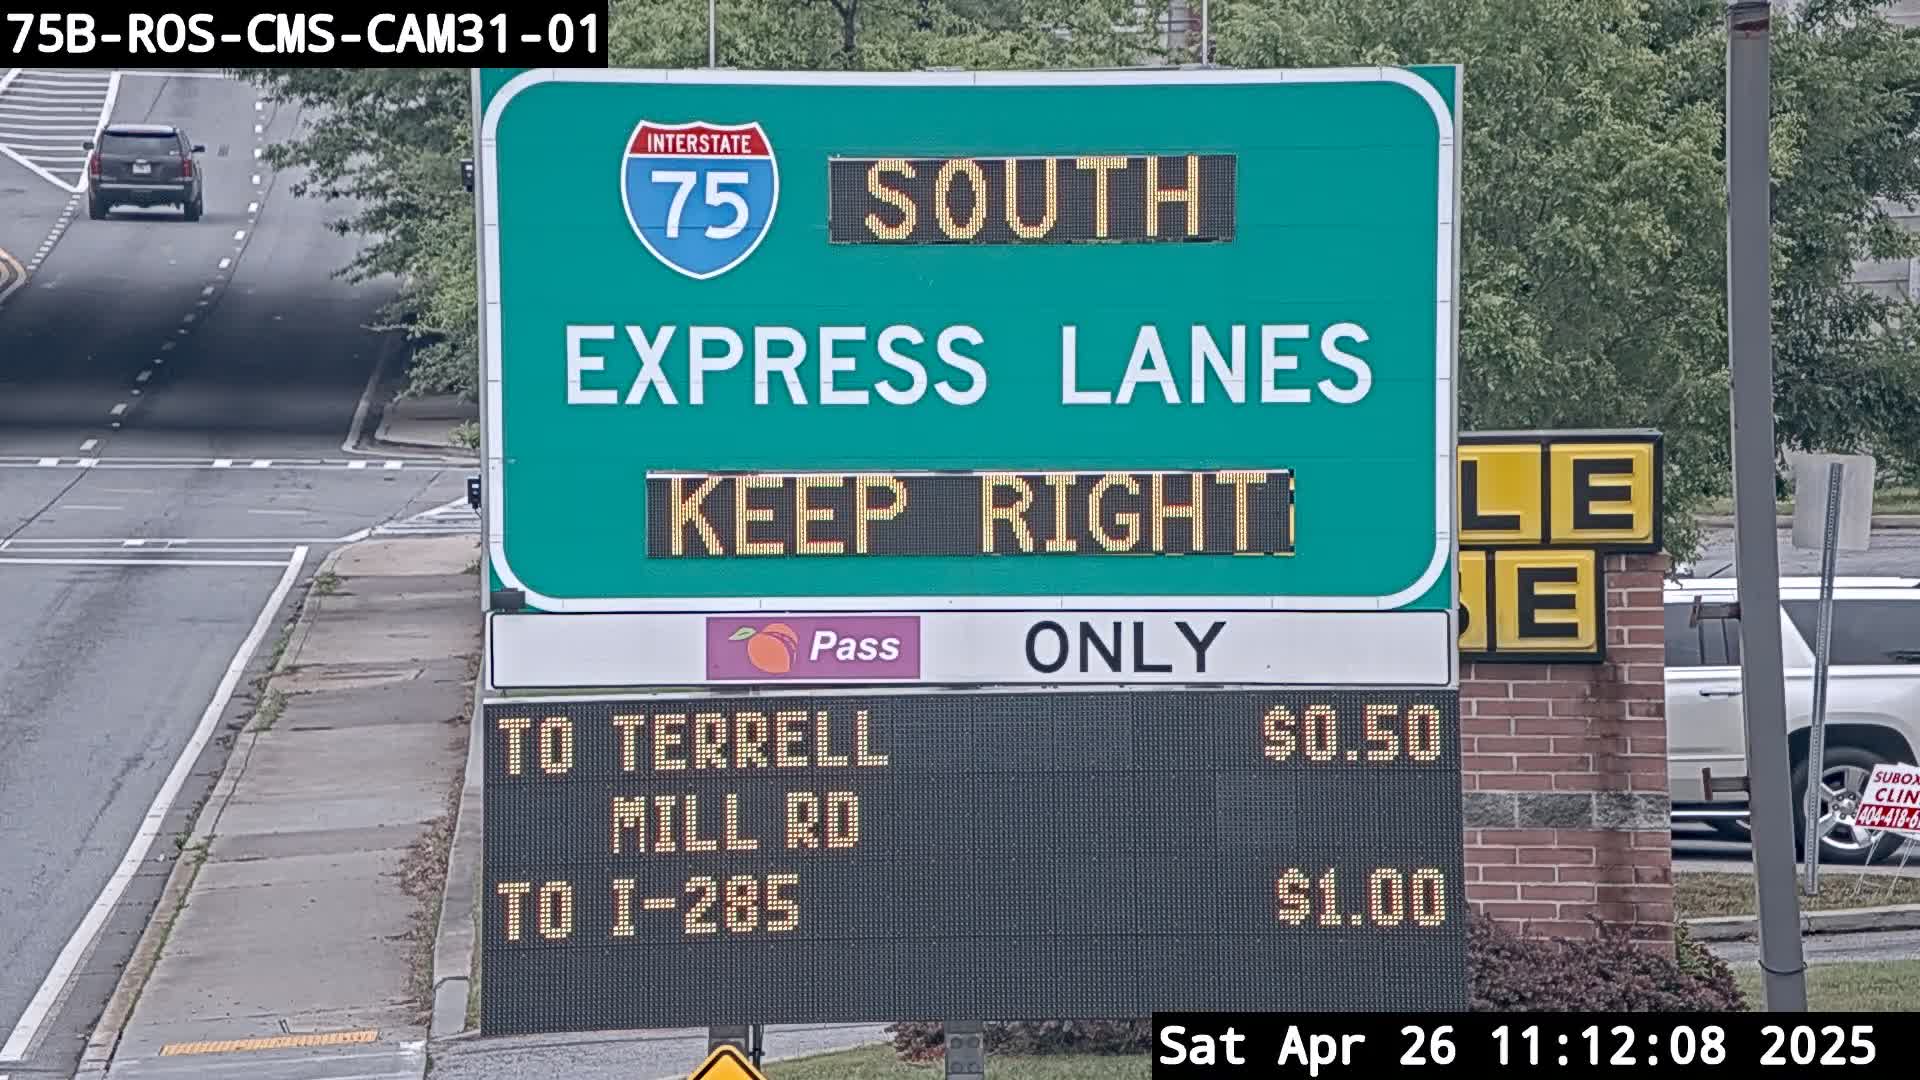 75B-ROS-CMS-CAM31-01
INTERSTATE
75
SOUTH
EXPRESS LANES
KEEP RIGHT
Pass ONLY
TO TERRELL $0.50
MILL RD
TO I-285 $1.00
LE
E
Sat Apr 26 11:12:08 2025